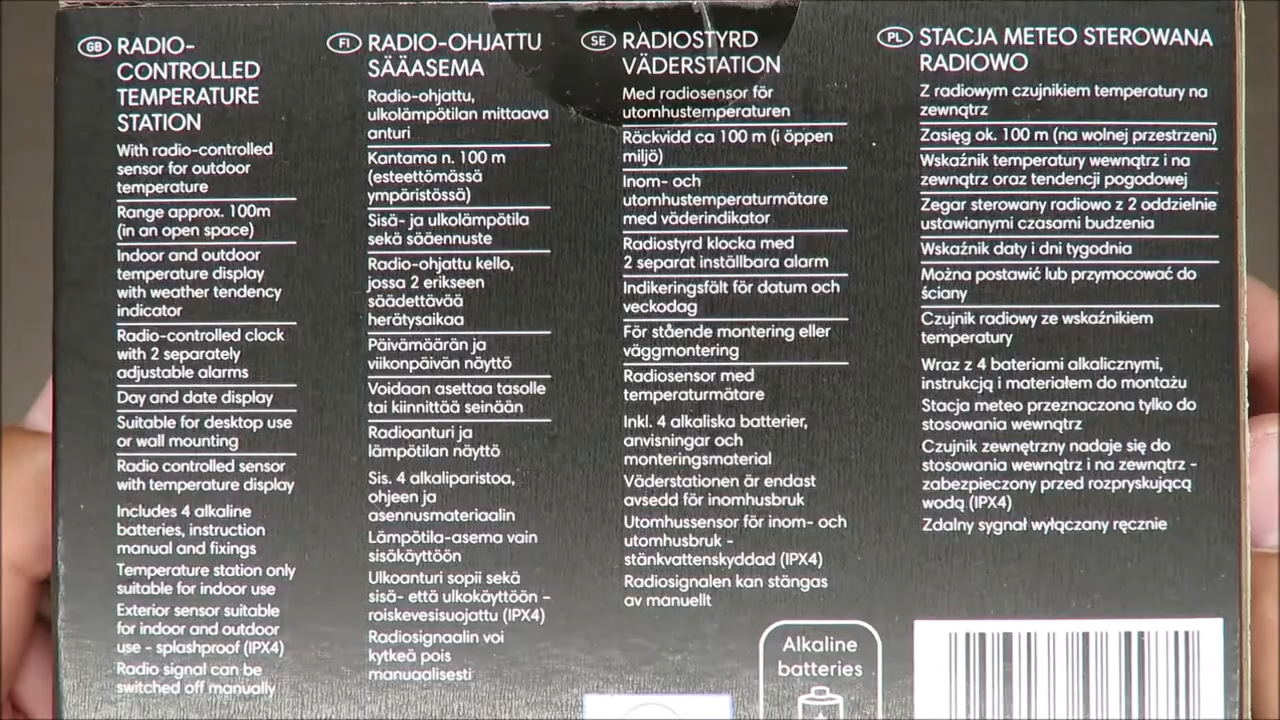 GB RADIO-
CONTROLLED
TEMPERATURE
STATION
With radio-controlled
sensor for outdoor
temperature
Range approx. 100m
(in an open space)
Indoor and outdoor
temperature display
with weather tendency
indicator
Radio-controlled clock
with 2 separately
adjustable alarms
Day and date display
Suitable for desktop use
or wall mounting
Radio controlled sensor
with temperature display
Includes 4 alkaline
batteries, instruction
manual and fixings
Temperature station only
suitable for indoor use
Exterior sensor suitable
for indoor and outdoor
use - splashproof (IPX4)
Radio signal can be
switched off manually
FI RADIO-OHJATTU
SÄÄASEMA
Radio-ohjattu,
ulkolämpötilan mittaava
anturi
Kantama n. 100 m
(esteettömässä
ympäristössä)
Sisä- ja ulkolämpötila
sekä sääennuste
Radio-ohjattu kello,
jossa 2 erikseen
säädettävää
herätysaikaa
Päivämäärän ja
viikonpäivän näyttö
Voidaan asettaa tasolle
tai kiinnittää seinään
Radioanturi ja
lämpötilan näyttö
Sis. 4 alkaliparistoa,
ohjeen ja
asennusmateriaalin
Lämpötila-asema vain
sisäkäyttöön
Ulkoanturi sopii sekä
sisä- että ulkokäyttöön –
roiskevesisuojattu (IPX4)
Radiosignaalin voi
kytkeä pois
manuaalisesti
SE RADIOSTYRD
VÄDERSTATION
Med radiosensor för
utomhustemperaturen
Räckvidd ca 100 m (i öppen
miljö)
Inom- och
utomhustemperaturmätare
med väderindikator
Radiostyrd klocka med
2 separat inställbara alarm
Indikeringsfält för datum och
veckodag
För stående montering eller
väggmontering
Radiosensor med
temperaturmätare
Inkl. 4 alkaliska batterier,
anvisningar och
monteringsmaterial
Väderstationen är endast
avsedd för inomhusbruk
Utomhussensor för inom- och
utomhusbruk -
stänkvattenskyddad (IPX4)
Radiosignalen kan stängas
av manuellt
PL STACJA METEO STEROWANA
RADIOWO
Z radiowym czujnikiem temperatury na
zewnątrz
Zasięg ok. 100 m (na wolnej przestrzeni)
Wskaźnik temperatury wewnątrz i na
zewnątrz oraz tendencji pogodowej
Zegar sterowany radiowo z 2 oddzielnie
ustawianymi czasami budzenia
Wskaźnik daty i dni tygodnia
Można postawić lub przymocować do
ściany
Czujnik radiowy ze wskaźnikiem
temperatury
Wraz z 4 bateriami alkalicznymi,
instrukcją i materiałem do montażu
Stacja meteo przeznaczona tylko do
stosowania wewnątrz
Czujnik zewnętrzny nadaje się do
stosowania wewnątrz i na zewnątrz -
zabezpieczony przed rozpryskującą
wodą (IPX4)
Zdalny sygnał wyłączany ręcznie
Alkaline
batteries